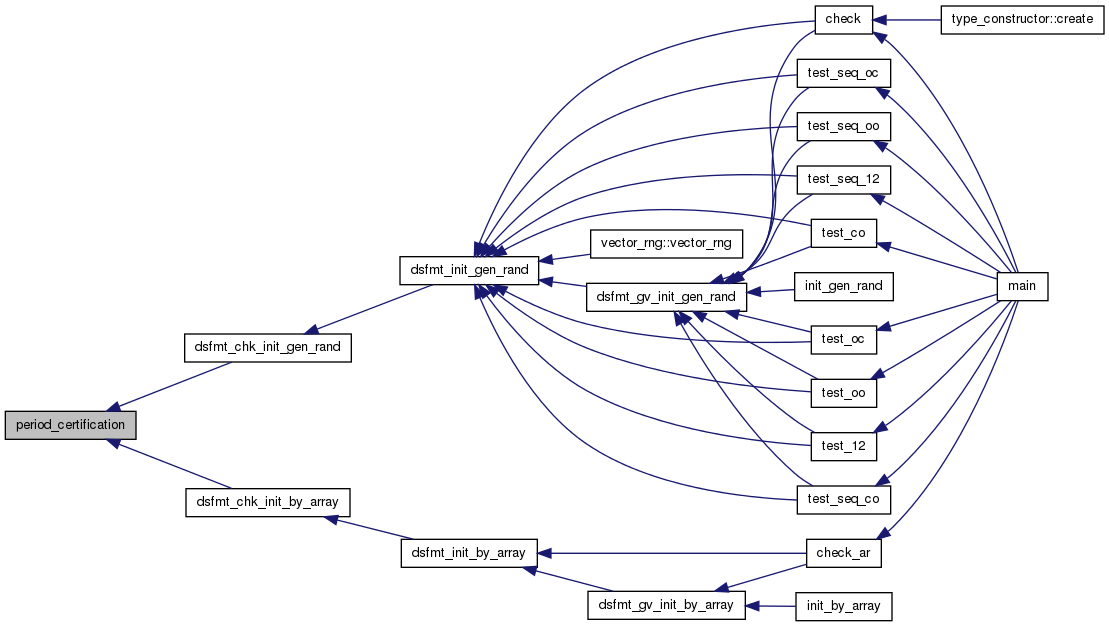 check
type_constructor::create
test_seq_oc
test_seq_oo
test_seq_12
test_co
vector_rng::vector_rng
dsfmt_init_gen_rand
init_gen_rand
main
dsfmt_gv_init_gen_rand
test_oc
dsfmt_chk_init_gen_rand
test_oo
period_certification
test_12
test_seq_co
dsfmt_chk_init_by_array
dsfmt_init_by_array
check_ar
dsfmt_gv_init_by_array
init_by_array